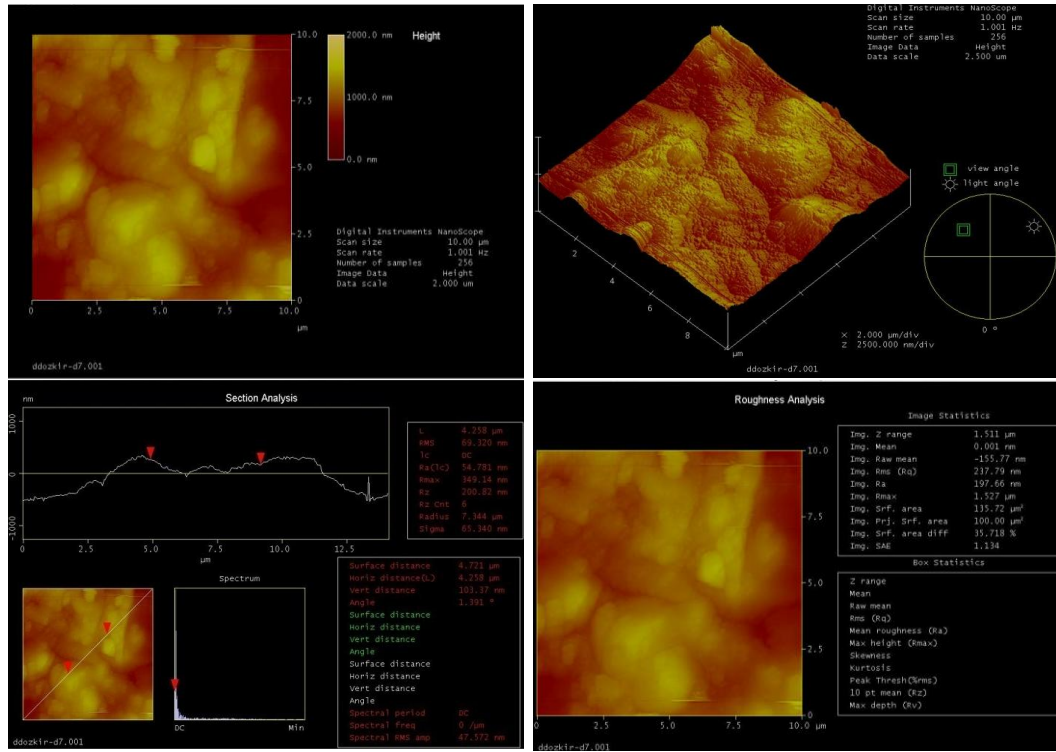 Height
2000.0 nm
1000.0 nm
0.0 nm
10.0
7.5
5.0
2.5
0
0 2.5 5.0 7.5 10.0
µm
Digital Instruments NanoScope
Scan size 10.00 µm
Scan rate 1.001 Hz
Number of samples 256
Image Data Height
Data scale 2.000 um
ddozkir-d7.001
Digital Instruments NanoScope
Scan size 10.00 µm
Scan rate 1.001 Hz
Number of samples 256
Image Data Height
Data scale 2.500 um
view angle
light angle
0 º
2
4
6
8
µm
X 2.000 µm/div
Z 2500.000 nm/div
ddozkir-d7.001
Section Analysis
nm
1000
0
-1000
0 2.5 5.0 7.5 10.0 12.5
µm
L 4.258 µm
RMS 69.320 nm
lc DC
Ra(lc) 54.781 nm
Rmax 349.14 nm
Rz 200.82 nm
Rz Cnt 6
Radius 7.344 µm
Sigma 65.340 nm
Spectrum
DC Min
Surface distance 4.721 µm
Horiz distance(L) 4.258 µm
Vert distance 103.37 nm
Angle 1.391 °
Surface distance
Horiz distance
Vert distance
Angle
Surface distance
Horiz distance
Vert distance
Angle
Spectral period DC
Spectral freq 0 /µm
Spectral RMS amp 47.572 nm
ddozkir-d7.001
Roughness Analysis
10.0
7.5
5.0
2.5
0
0 2.5 5.0 7.5 10.0
µm
Image Statistics
Img. Z range 1.511 µm
Img. Mean 0.001 nm
Img. Raw mean -155.77 nm
Img. Rms (Rq) 237.79 nm
Img. Ra 197.66 nm
Img. Rmax 1.527 µm
Img. Srf. area 135.72 µm²
Img. Prj. Srf. area 100.00 µm²
Img. Srf. area diff 35.718 %
Img. SAE 1.134
Box Statistics
Z range
Mean
Raw mean
Rms (Rq)
Mean roughness (Ra)
Max height (Rmax)
Skewness
Kurtosis
Peak Thresh(%rms)
10 pt mean (Rz)
Max depth (Rv)
ddozkir-d7.001